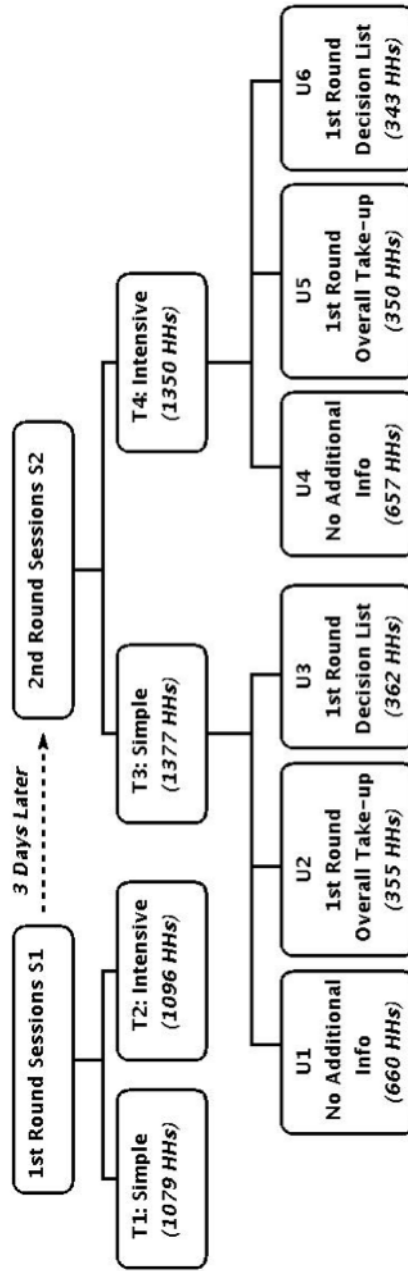 1st Round Sessions S1
3 Days Later
2nd Round Sessions S2
T1: Simple
(1079 HHs)
T2: Intensive
(1096 HHs)
T3: Simple
(1377 HHs)
T4: Intensive
(1350 HHs)
U1
No Additional
Info
(660 HHs)
U2
1st Round
Overall Take-up
(355 HHs)
U3
1st Round
Decision List
(362 HHs)
U4
No Additional
Info
(657 HHs)
U5
1st Round
Overall Take-up
(350 HHs)
U6
1st Round
Decision List
(343 HHs)